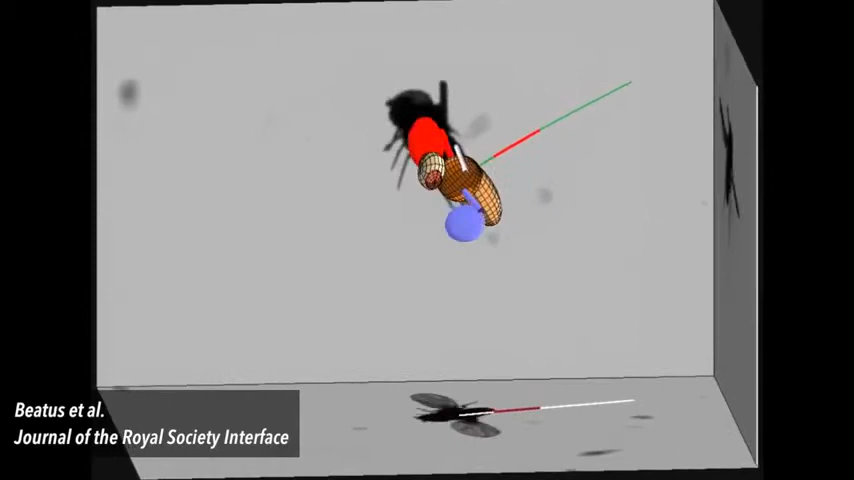 Beatus et al.
Journal of the Royal Society Interface